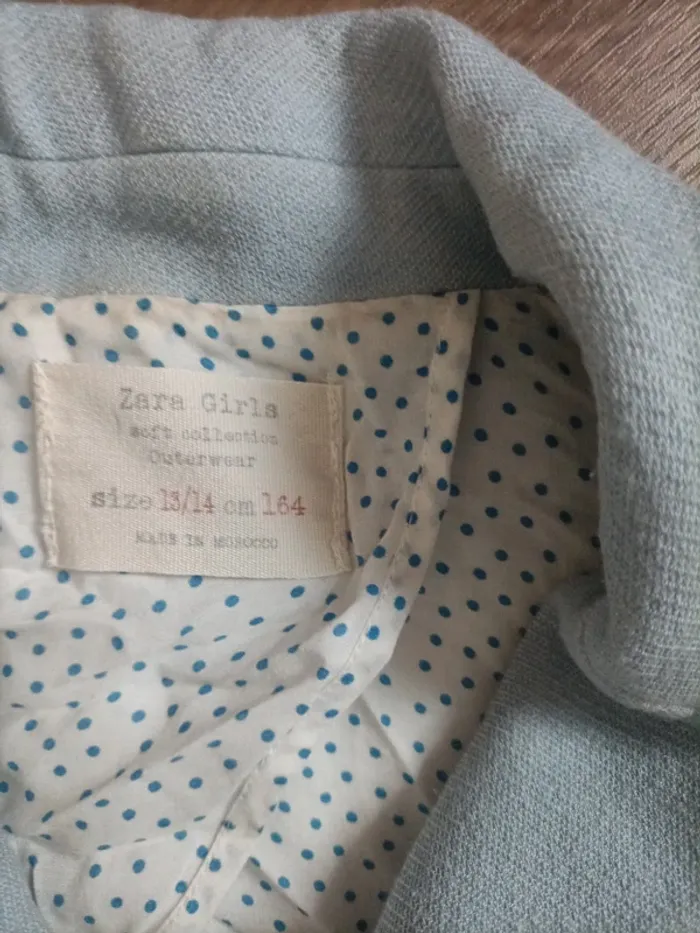 Zara Girls
soft collection
Outerwear
size 13/14 cm 164
MADE IN MOROCCO